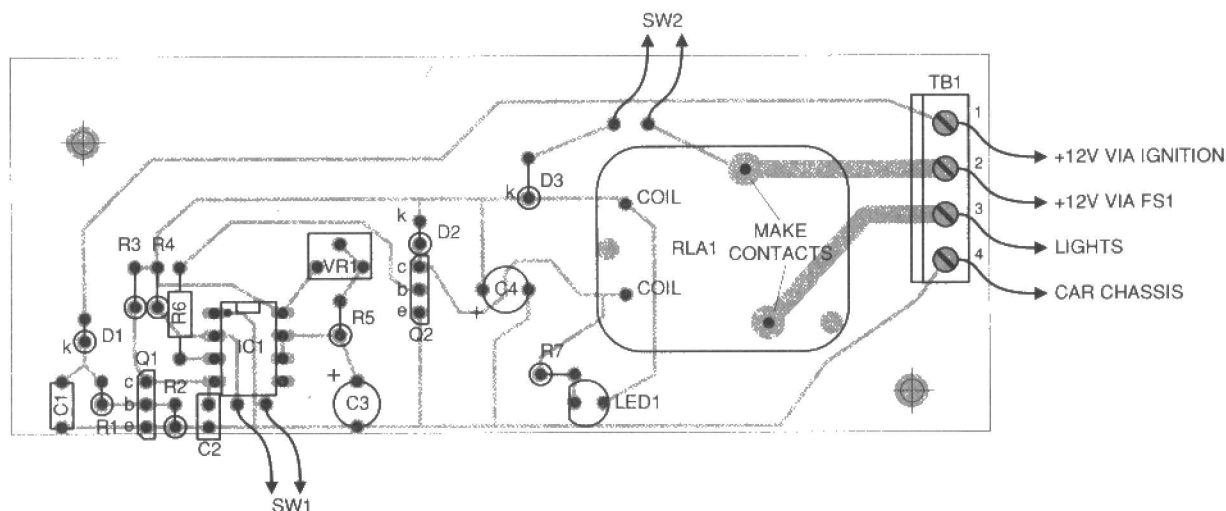 SW2
TB1
1
+12V VIA IGNITION
2
+12V VIA FS1
3
LIGHTS
4
CAR CHASSIS
D3
k
COIL
RLA1
MAKE
CONTACTS
COIL
k
D2
c
b
e
Q2
C4
+
R3 R4
VR1
R6
R5
IC1
D1
k
Q1
c
b
e
R2
C1
R1
C2
+
C3
R7
LED1
SW1